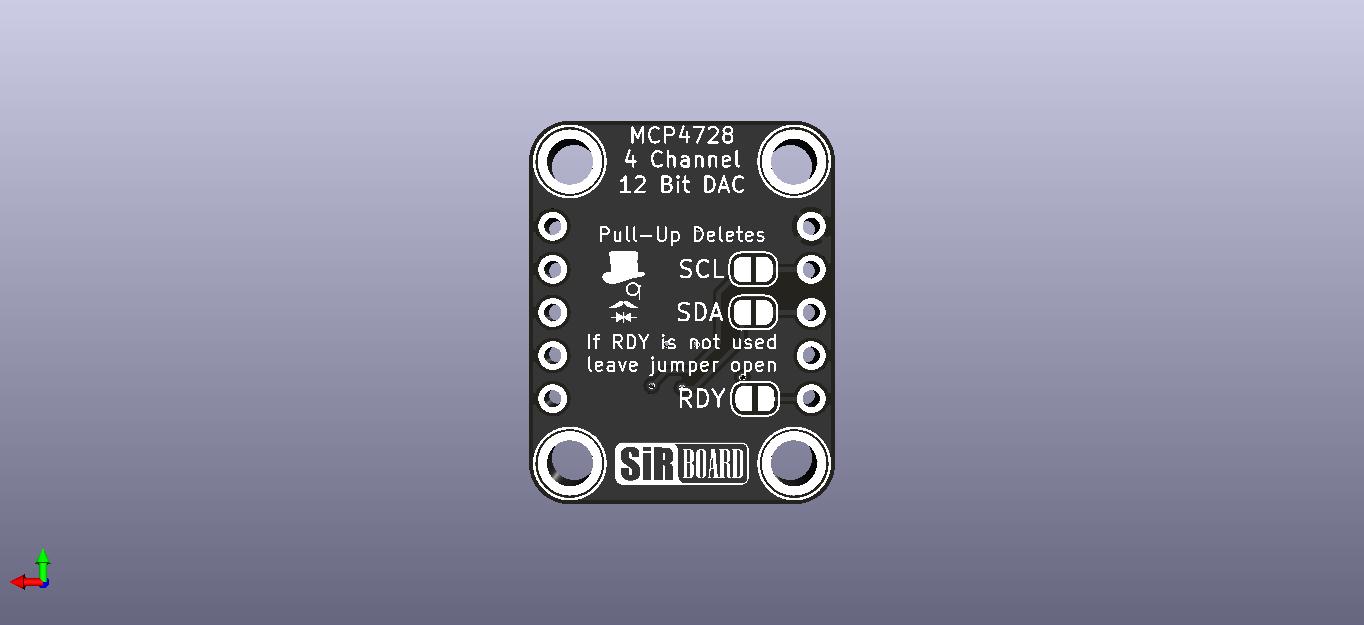 MCP4728
4 Channel
12 Bit DAC
Pull-Up Deletes
SCL
SDA
If RDY is not used
leave jumper open
RDY
SiR BOARD